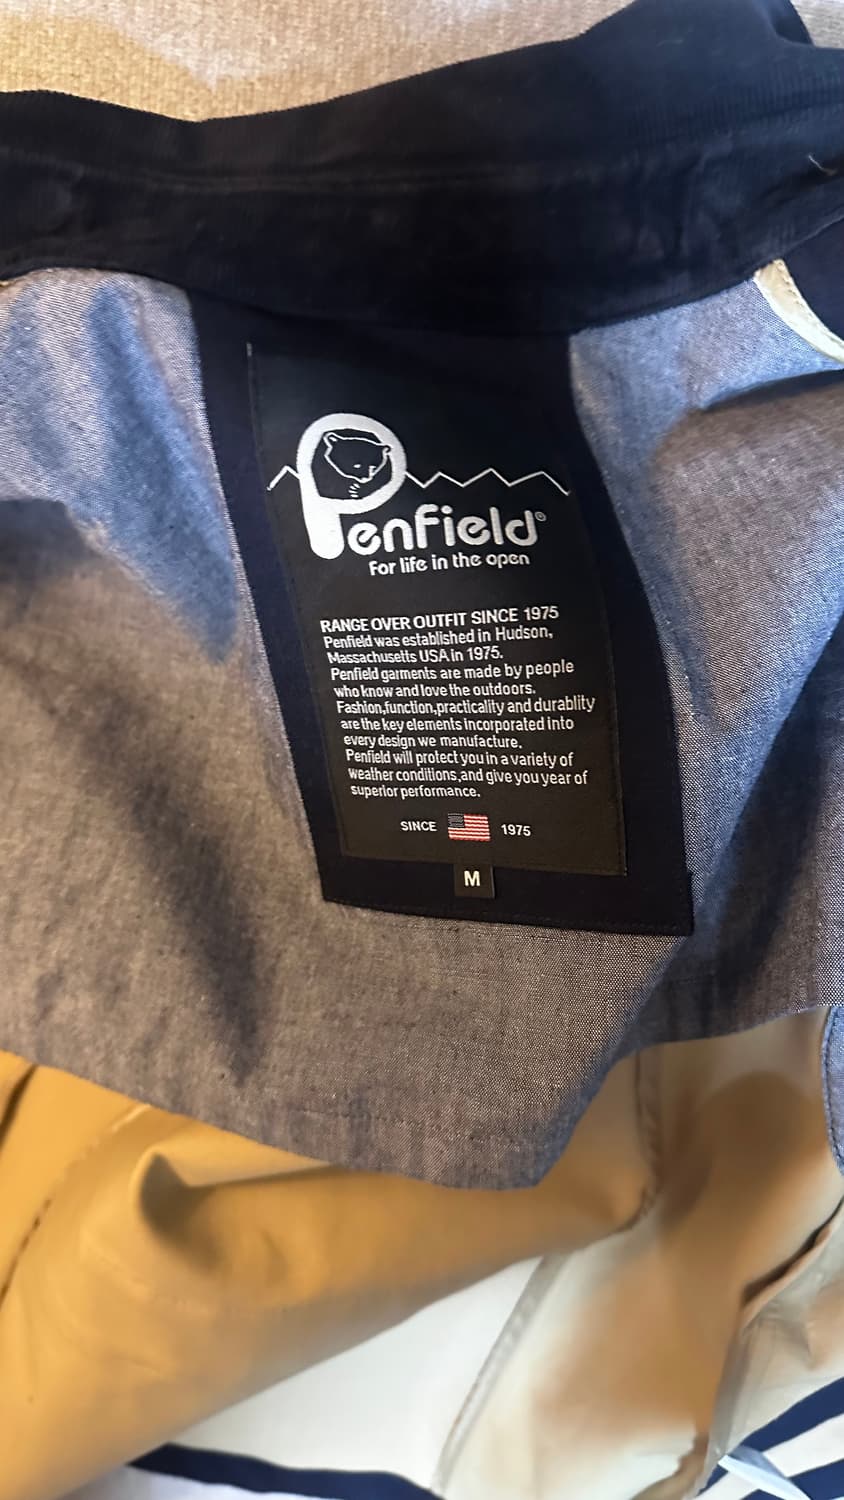 Penfield®
For life in the open
RANGE OVER OUTFIT SINCE 1975
Penfield was established in Hudson,
Massachusetts USA in 1975.
Penfield garments are made by people
who know and love the outdoors.
Fashion,function,practicality and durablity
are the key elements incorporated into
every design we manufacture.
Penfield will protect you in a variety of
weather conditions,and give you year of
superior performance.
SINCE 1975
M